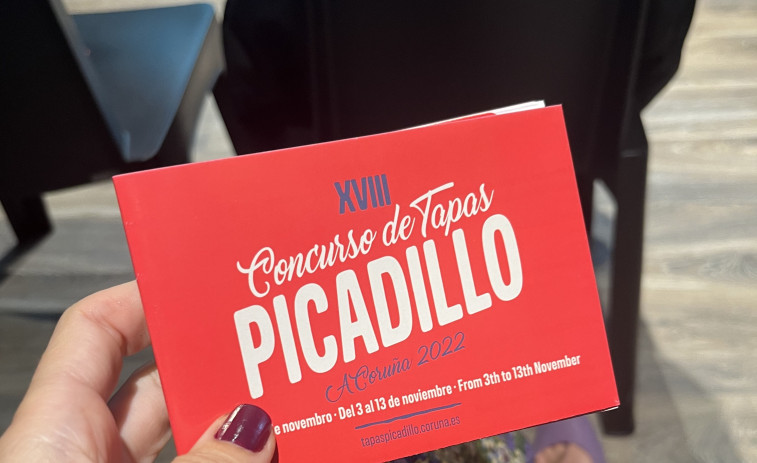 XVIII
Concurso de Tapas
PICADILLO
A Coruña 2022
e novembro · Del 3 al 13 de noviembre · From 3th to 13th November
tapaspicadillo.coruna.es